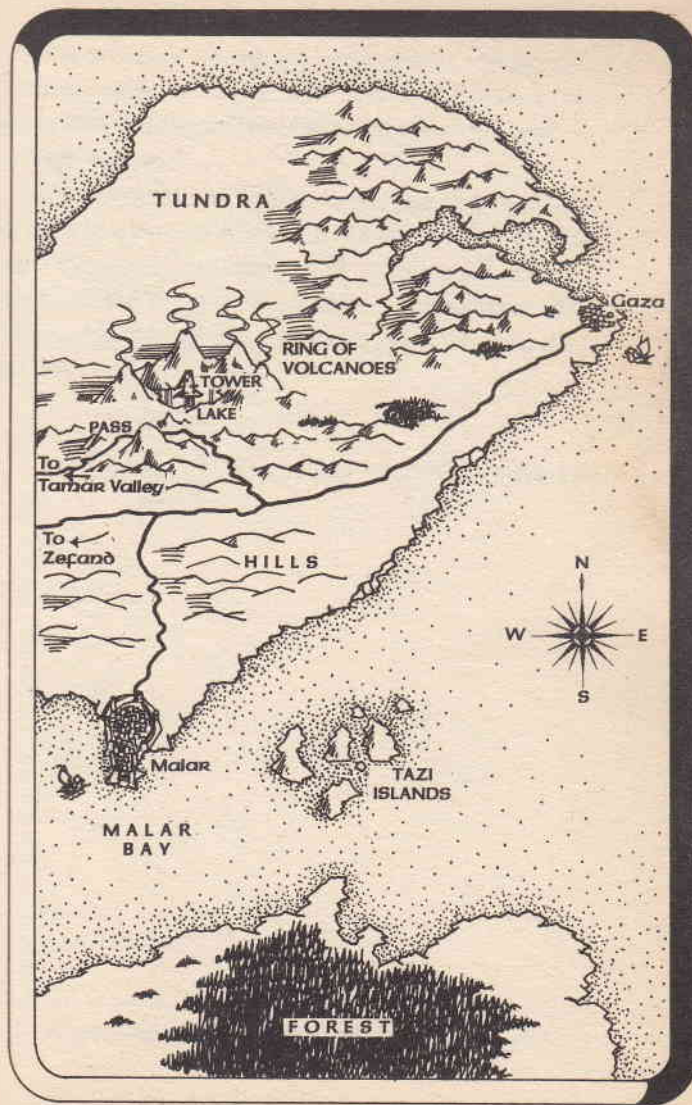 TUNDRA
Gaza
RING OF
VOLCANOES
TOWER
LAKE
PASS
To
Tamar Valley
To
Zefand
HILLS
N
W
E
S
Malar
TAZI
ISLANDS
MALAR
BAY
FOREST